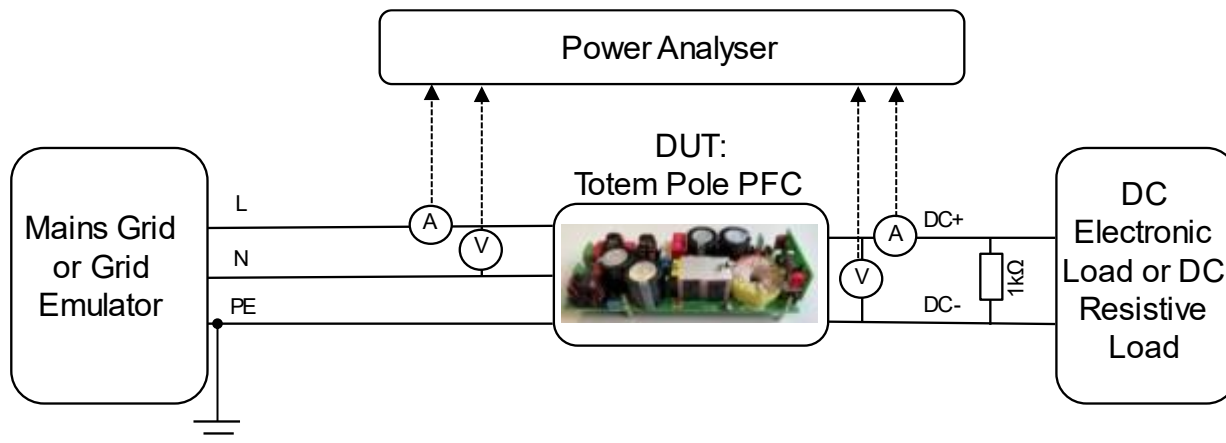 Power Analyser
DUT:
Totem Pole PFC
Mains Grid
or Grid
Emulator
L
N
PE
A
V
V
A
DC+
DC-
1kΩ
DC
Electronic
Load or DC
Resistive
Load